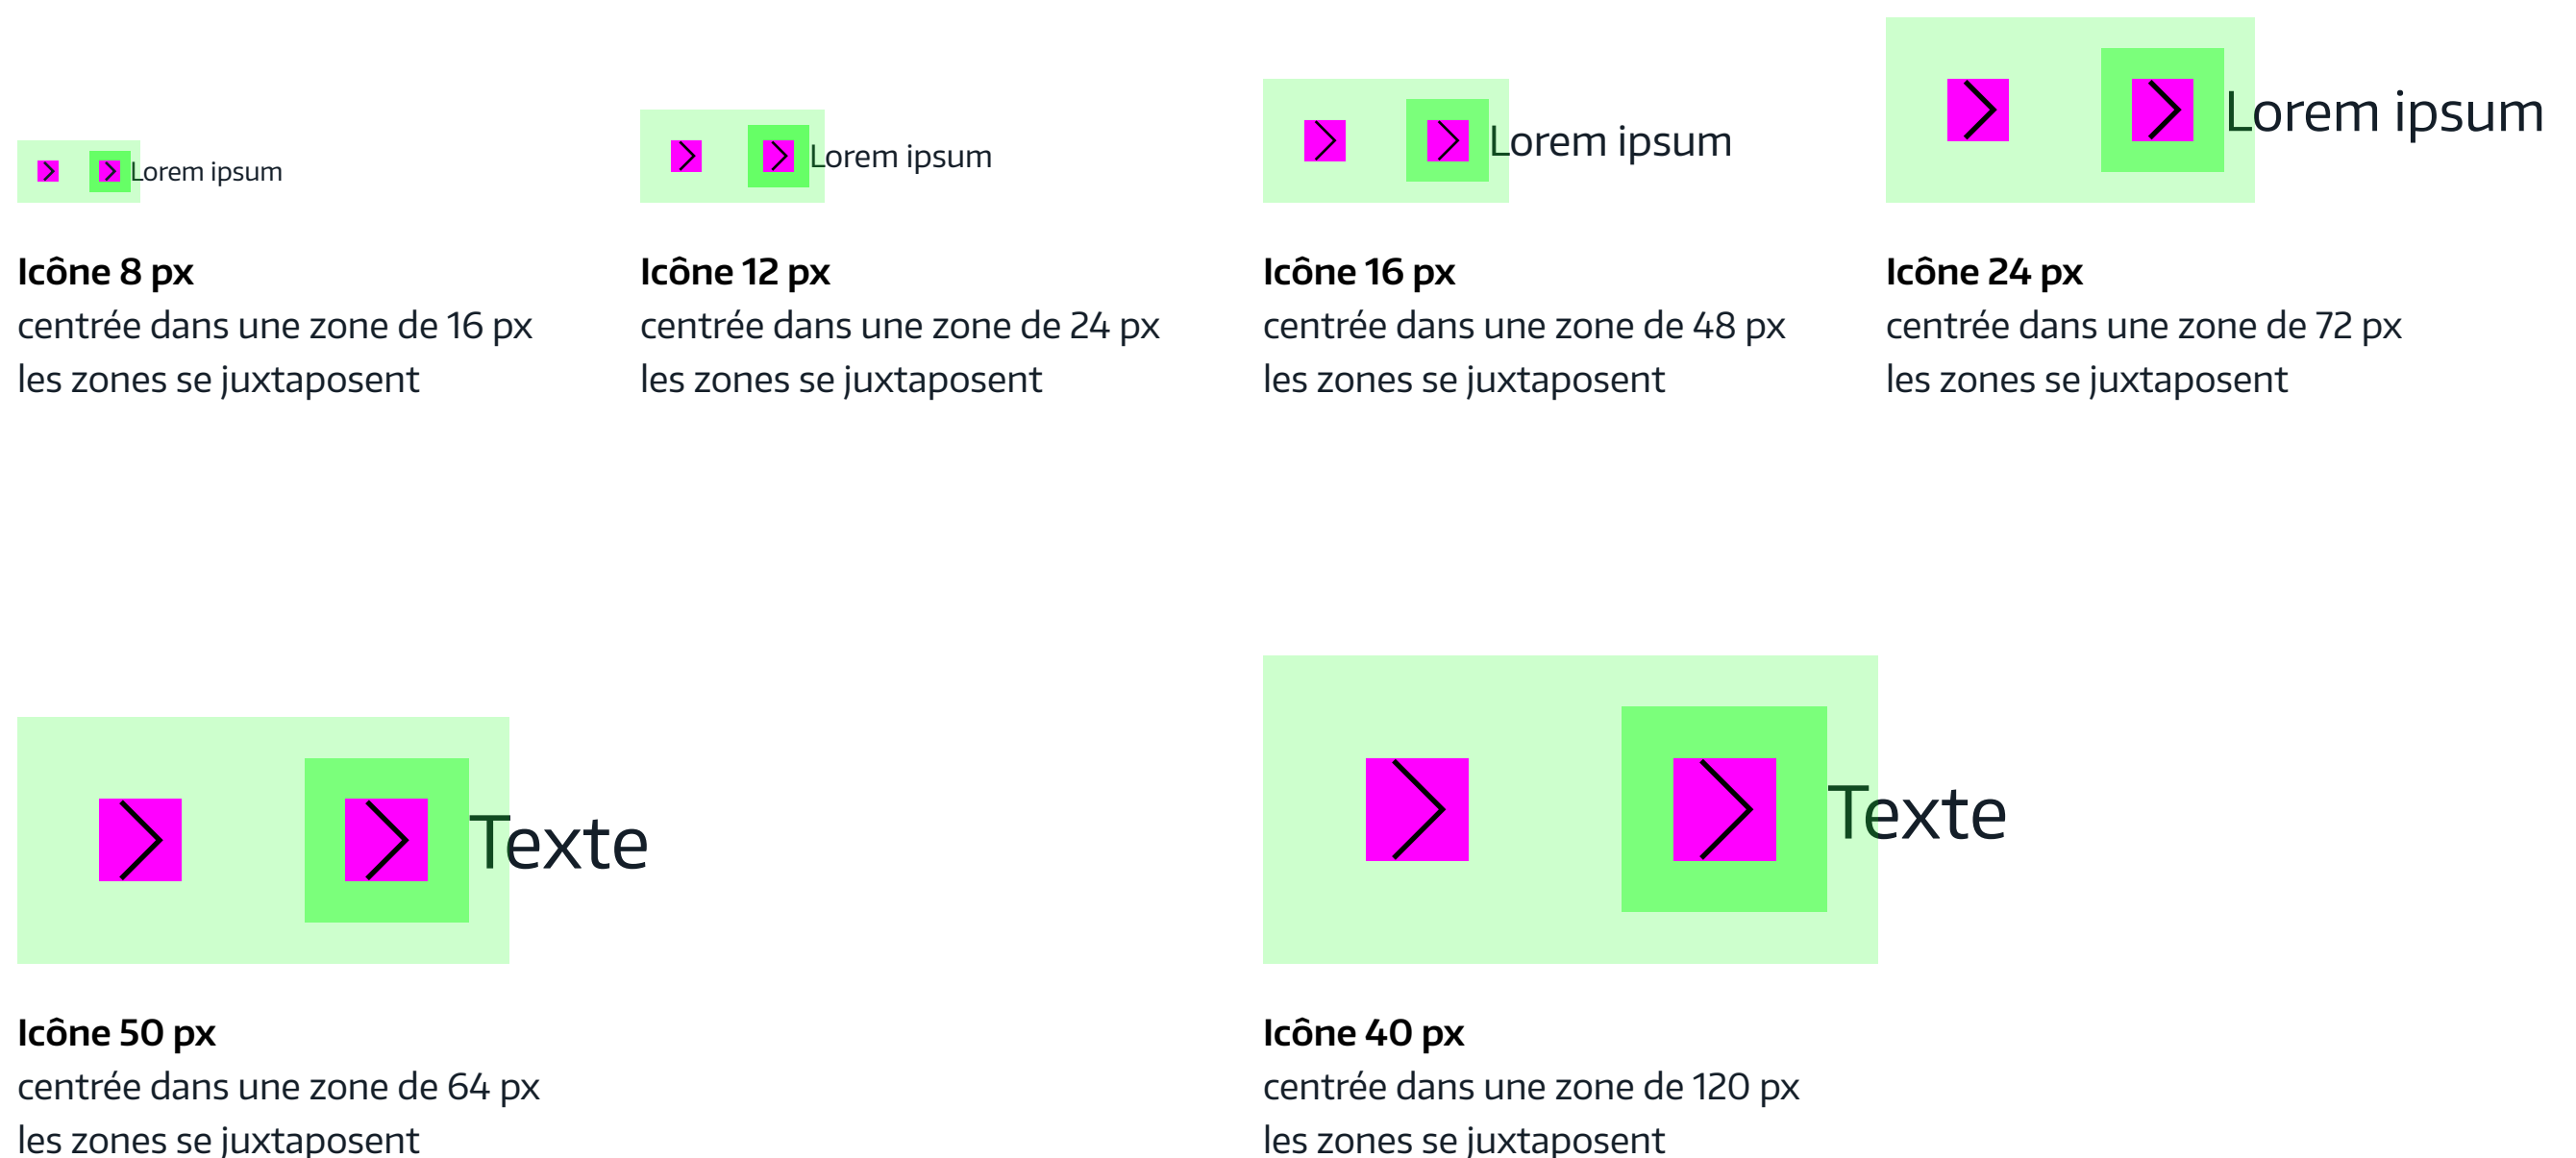 Lorem ipsum
Icône 8 px
centrée dans une zone de 16 px
les zones se juxtaposent
Lorem ipsum
Icône 12 px
centrée dans une zone de 24 px
les zones se juxtaposent
Lorem ipsum
Icône 16 px
centrée dans une zone de 48 px
les zones se juxtaposent
Lorem ipsum
Icône 24 px
centrée dans une zone de 72 px
les zones se juxtaposent
Texte
Icône 50 px
centrée dans une zone de 64 px
les zones se juxtaposent
Texte
Icône 40 px
centrée dans une zone de 120 px
les zones se juxtaposent